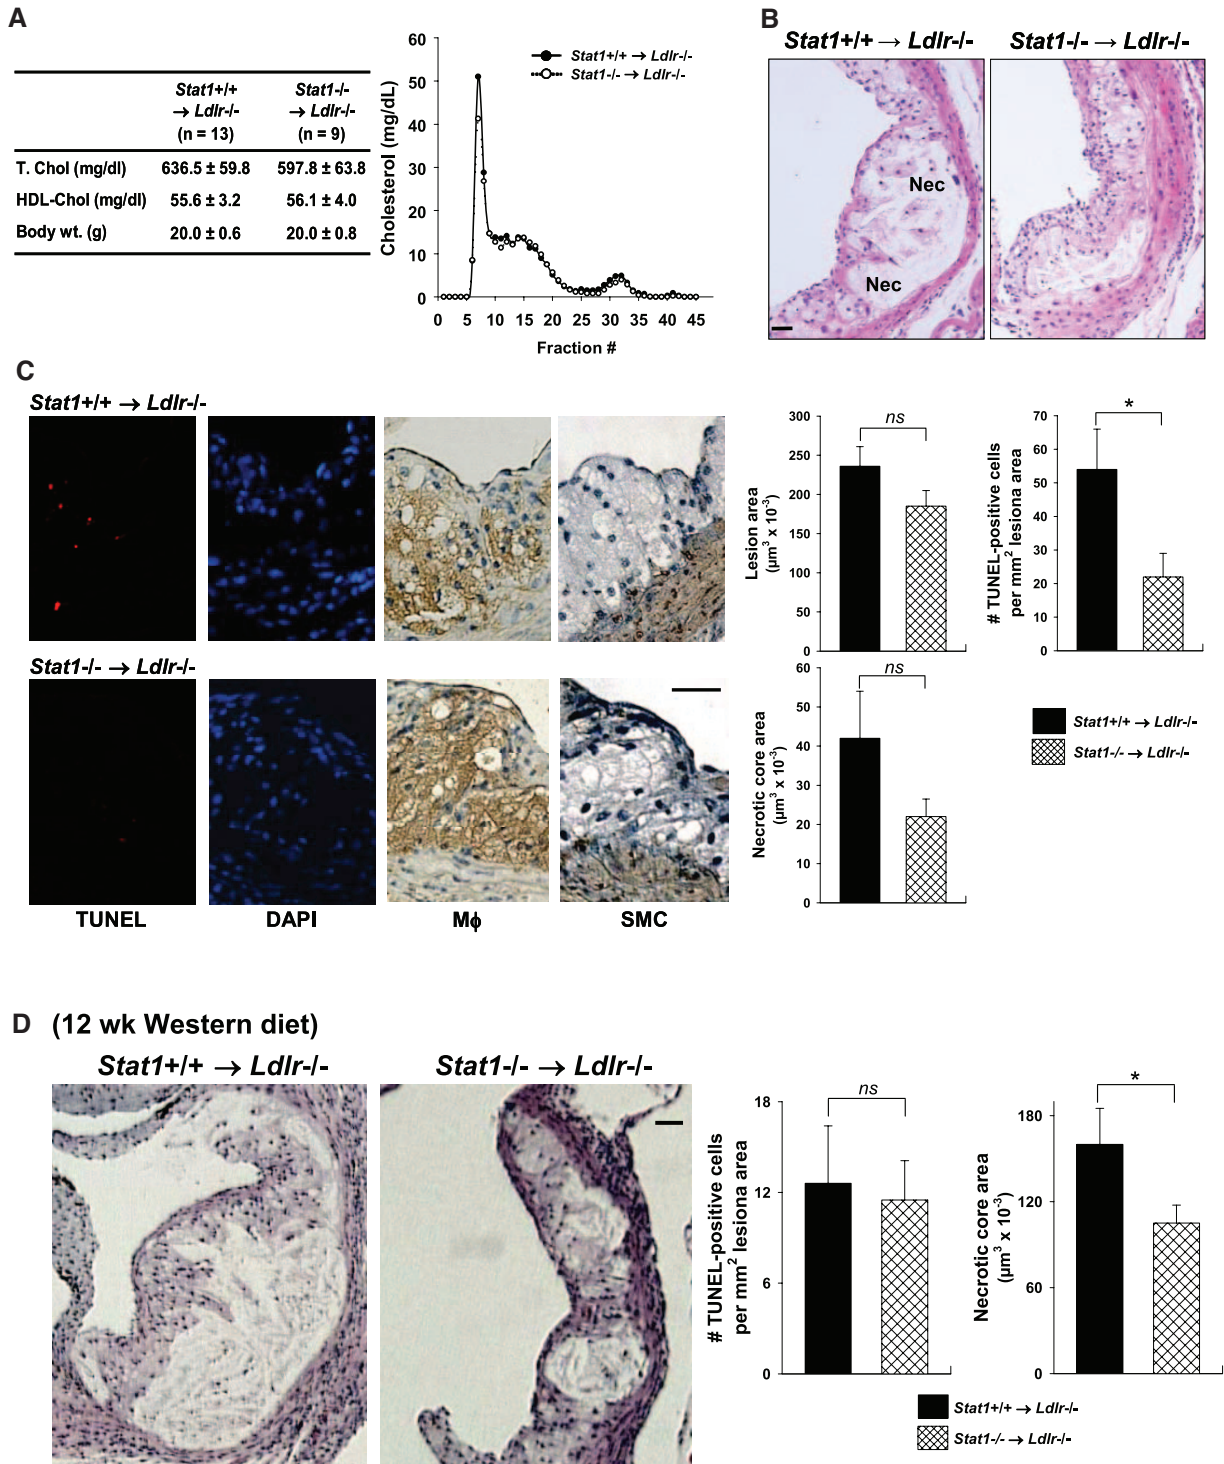 A
Stat1+/+ → Ldlr-/- (n = 13)
Stat1-/- → Ldlr-/- (n = 9)
T. Chol (mg/dl) 636.5 ± 59.8 597.8 ± 63.8
HDL-Chol (mg/dl) 55.6 ± 3.2 56.1 ± 4.0
Body wt. (g) 20.0 ± 0.6 20.0 ± 0.8
Cholesterol (mg/dL)
60
50
40
30
20
10
0
0 5 10 15 20 25 30 35 40 45
Fraction #
Stat1+/+ → Ldlr-/-
Stat1-/- → Ldlr-/-
B
Stat1+/+ → Ldlr-/- Stat1-/- → Ldlr-/-
Nec
Nec
C
Stat1+/+ → Ldlr-/-
Stat1-/- → Ldlr-/-
TUNEL DAPI Mϕ SMC
Lesion area
(µm³ x 10⁻³)
300
250
200
150
100
50
0
ns
# TUNEL-positive cells
per mm² lesiona area
70
60
50
40
30
20
10
0
*
Necrotic core area
(µm³ x 10⁻³)
60
50
40
30
20
10
0
ns
Stat1+/+ → Ldlr-/-
Stat1-/- → Ldlr-/-
D (12 wk Western diet)
Stat1+/+ → Ldlr-/- Stat1-/- → Ldlr-/-
# TUNEL-positive cells
per mm² lesiona area
18
12
6
0
ns
Necrotic core area
(µm³ x 10⁻³)
180
120
60
0
*
Stat1+/+ → Ldlr-/-
Stat1-/- → Ldlr-/-